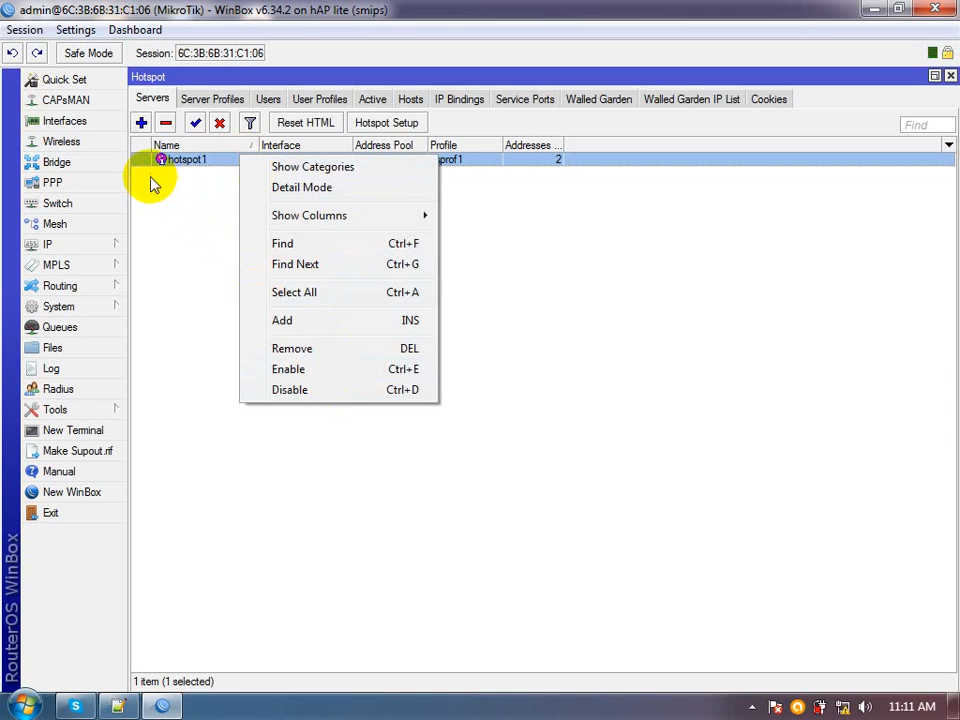 admin@6C:3B:6B:31:C1:06 (MikroTik) - WinBox v6.34.2 on hAP lite (smips)
Session Settings Dashboard
Safe Mode Session: 6C:3B:6B:31:C1:06
Quick Set
CAPsMAN
Interfaces
Wireless
Bridge
PPP
Switch
Mesh
IP
MPLS
Routing
System
Queues
Files
Log
Radius
Tools
New Terminal
Make Supout.rif
Manual
New WinBox
Exit
RouterOS WinBox
Hotspot
Servers Server Profiles Users User Profiles Active Hosts IP Bindings Service Ports Walled Garden Walled Garden IP List Cookies
Reset HTML Hotspot Setup Find
Name Interface Address Pool Profile Addresses ...
hotspot1 sprof1 2
Show Categories
Detail Mode
Show Columns
Find Ctrl+F
Find Next Ctrl+G
Select All Ctrl+A
Add INS
Remove DEL
Enable Ctrl+E
Disable Ctrl+D
1 item (1 selected)
11:11 AM